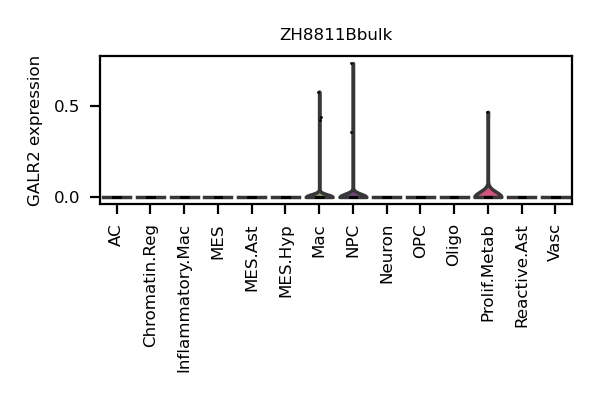 ZH8811Bbulk
GALR2 expression
0.5
0.0
AC
Chromatin.Reg
Inflammatory.Mac
MES
MES.Ast
MES.Hyp
Mac
NPC
Neuron
OPC
Oligo
Prolif.Metab
Reactive.Ast
Vasc